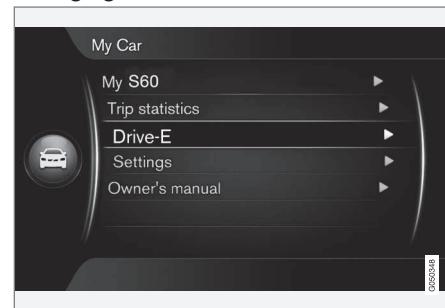 My Car
My S60
Trip statistics
Drive-E
Settings
Owner's manual
G050348